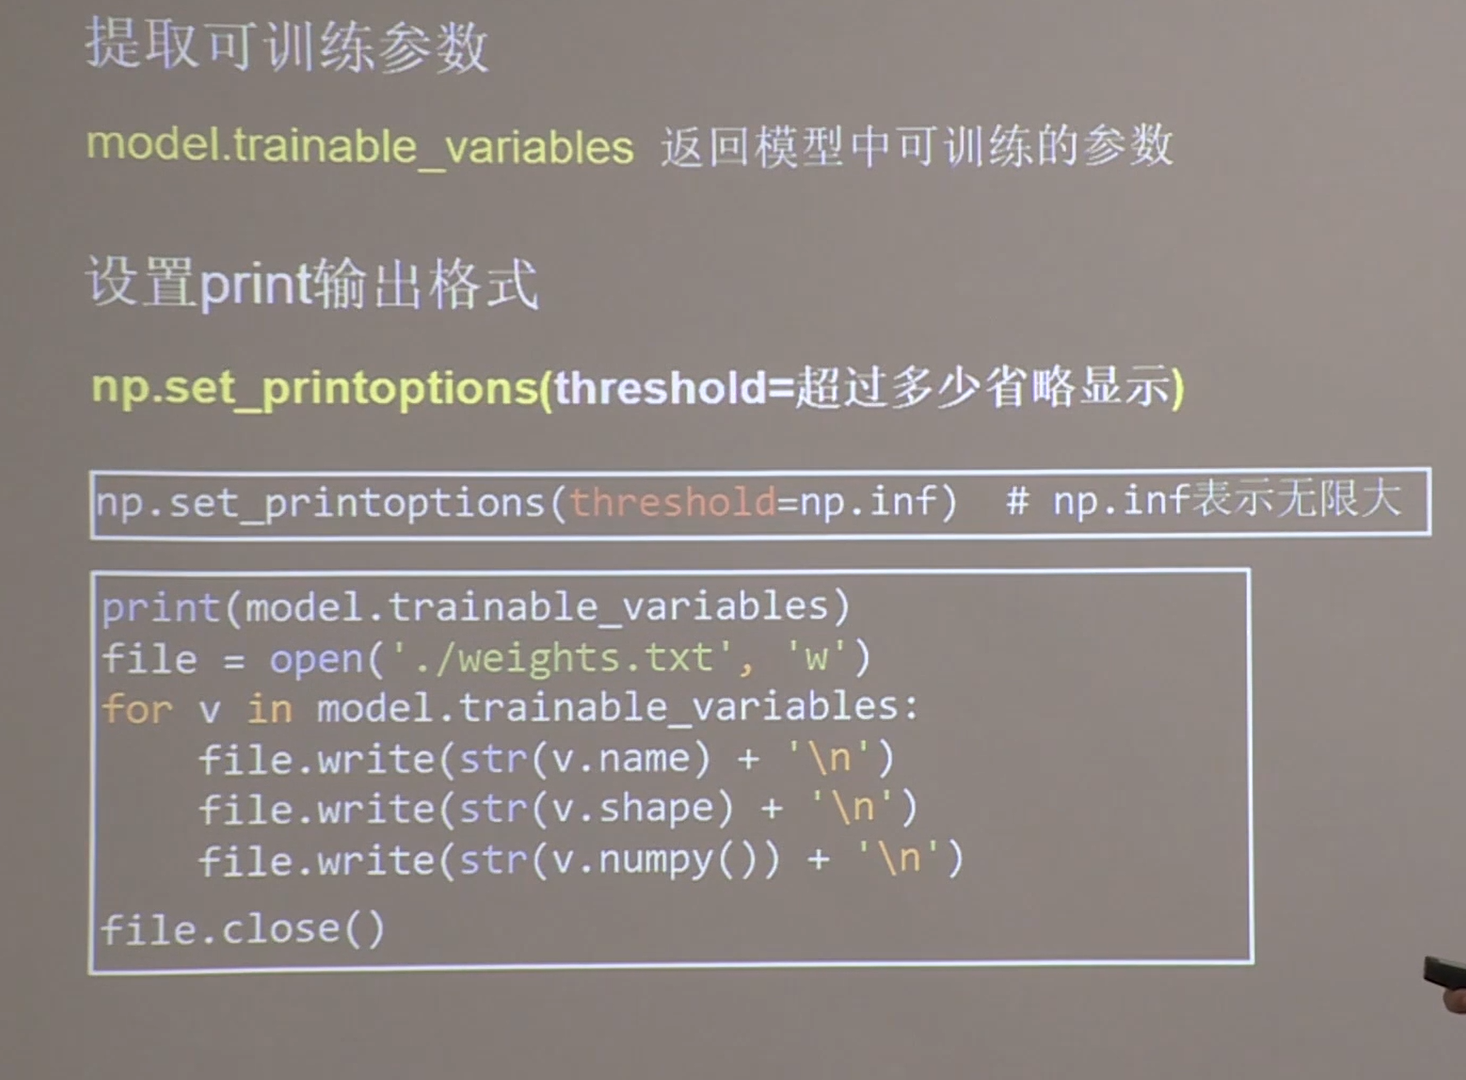 提取可训练参数
model.trainable_variables 返回模型中可训练的参数
设置print输出格式
np.set_printoptions(threshold=超过多少省略显示)
np.set_printoptions(threshold=np.inf)  # np.inf表示无限大
print(model.trainable_variables)
file = open('./weights.txt', 'w')
for v in model.trainable_variables:
    file.write(str(v.name) + '\n')
    file.write(str(v.shape) + '\n')
    file.write(str(v.numpy()) + '\n')
file.close()